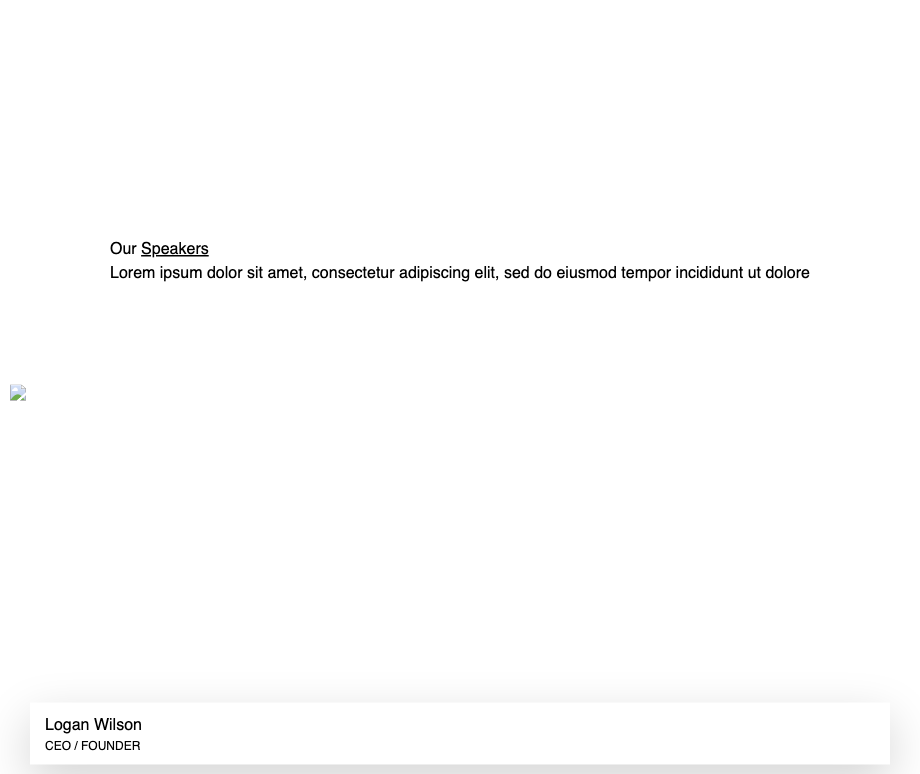 Our Speakers
Lorem ipsum dolor sit amet, consectetur adipiscing elit, sed do eiusmod tempor incididunt ut dolore
Logan Wilson
CEO / FOUNDER